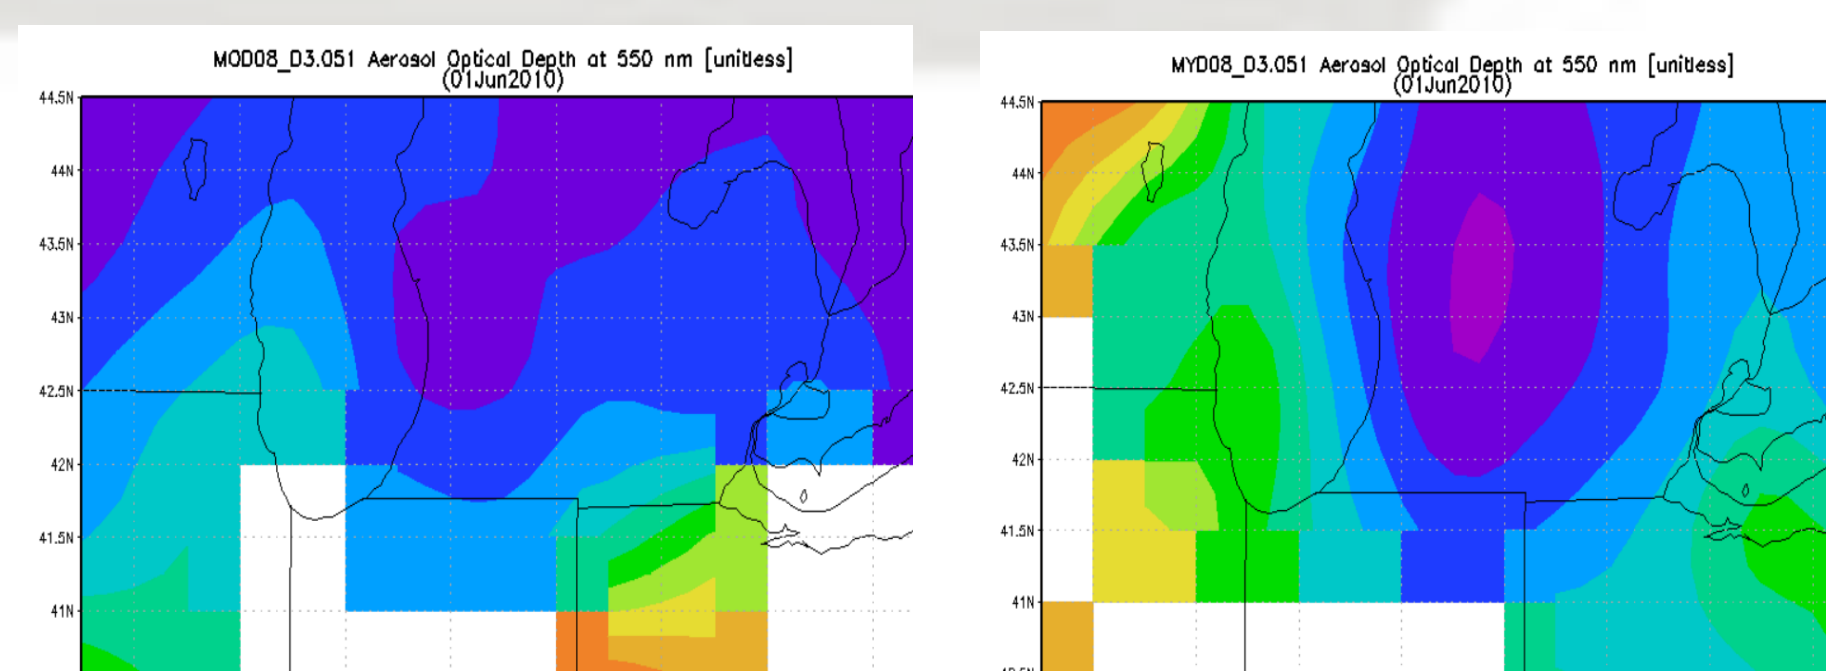 MOD08_D3.051 Aerosol Optical Depth at 550 nm [unitless]
(01Jun2010)
44.5N
44N
43.5N
43N
42.5N
42N
41.5N
41N
MYD08_D3.051 Aerosol Optical Depth at 550 nm [unitless]
(01Jun2010)
44.5N
44N
43.5N
43N
42.5N
42N
41.5N
41N